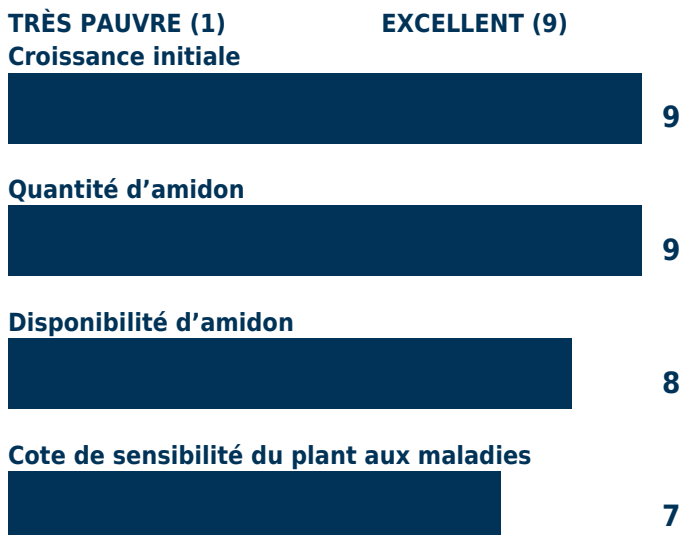 TRÈS PAUVRE (1) EXCELLENT (9)
Croissance initiale
9
Quantité d’amidon
9
Disponibilité d’amidon
8
Cote de sensibilité du plant aux maladies
7